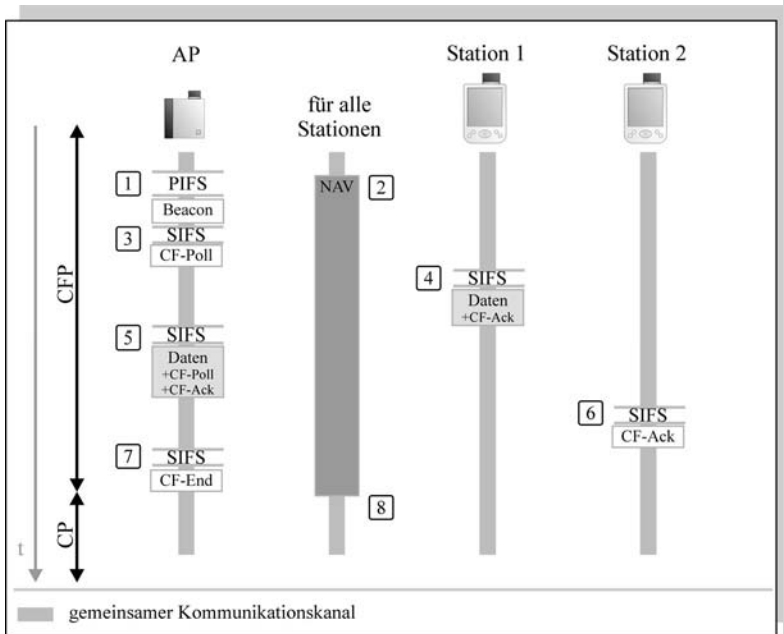 AP
Station 1
Station 2
für alle
Stationen
1
PIFS
NAV
2
Beacon
3
SIFS
CF-Poll
4
SIFS
Daten
+CF-Ack
CFP
5
SIFS
Daten
+CF-Poll
+CF-Ack
6
SIFS
CF-Ack
7
SIFS
CF-End
8
CP
t
gemeinsamer Kommunikationskanal